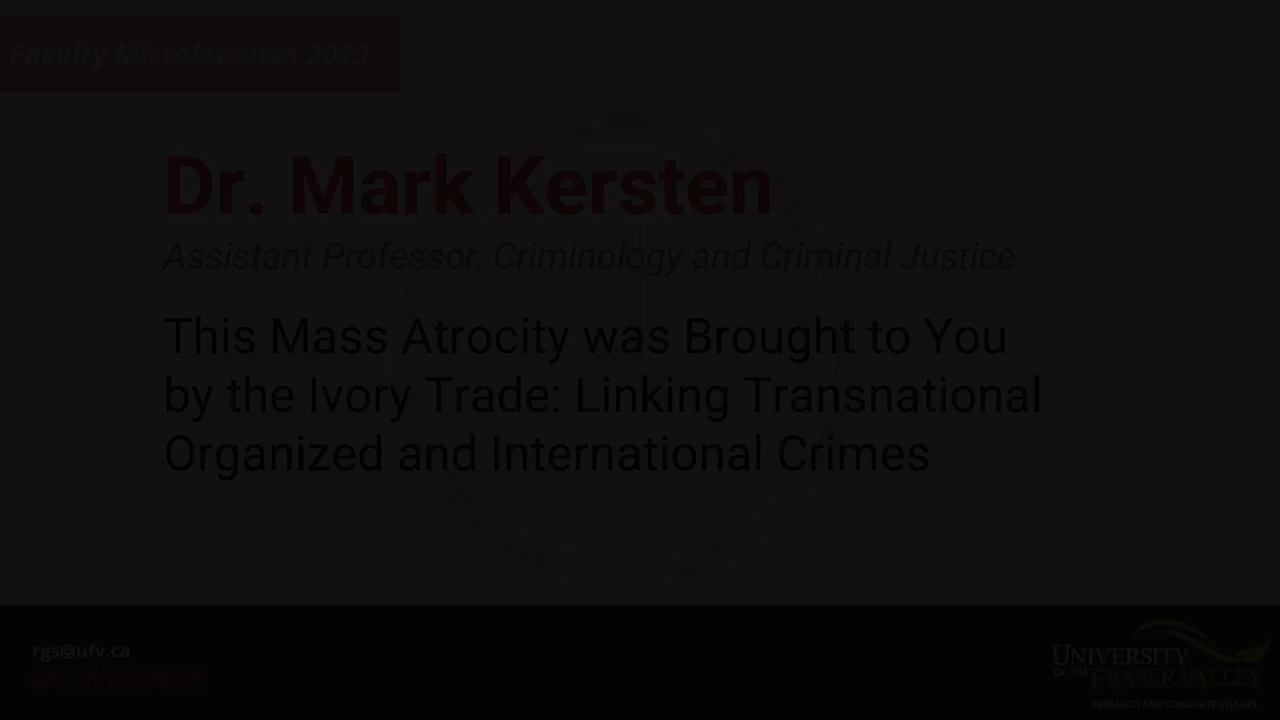 Faculty Microlectures 2023
Dr. Mark Kersten
Assistant Professor, Criminology and Criminal Justice
This Mass Atrocity was Brought to You
by the Ivory Trade: Linking Transnational
Organized and International Crimes
rgs@ufv.ca
UNIVERSITY
OF THE FRASER VALLEY
RESEARCH AND GRADUATE STUDIES